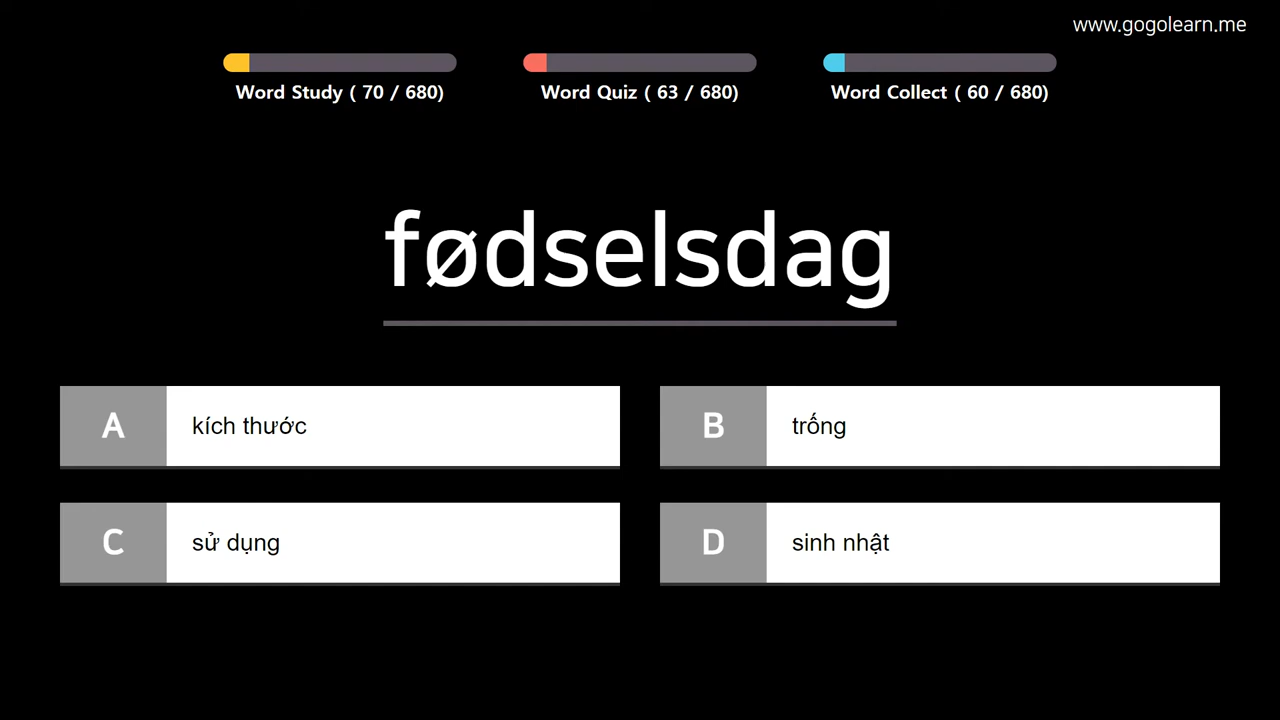 www.gogolearn.me
Word Study ( 70 / 680)
Word Quiz ( 63 / 680)
Word Collect ( 60 / 680)
fødselsdag
A kích thước
B trống
C sử dụng
D sinh nhật